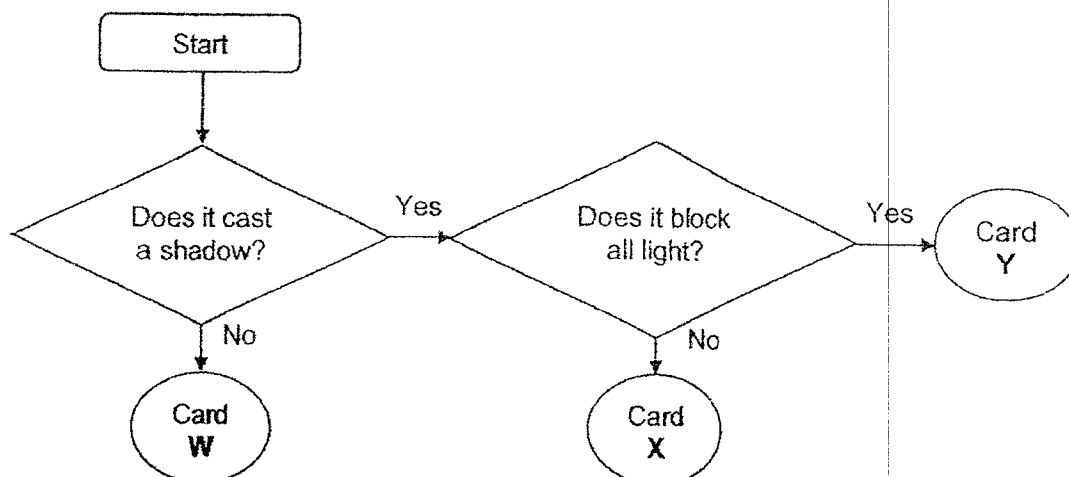 Start
Does it cast
a shadow?
Yes
Does it block
all light?
Yes
Card
Y
No
No
Card
W
Card
X